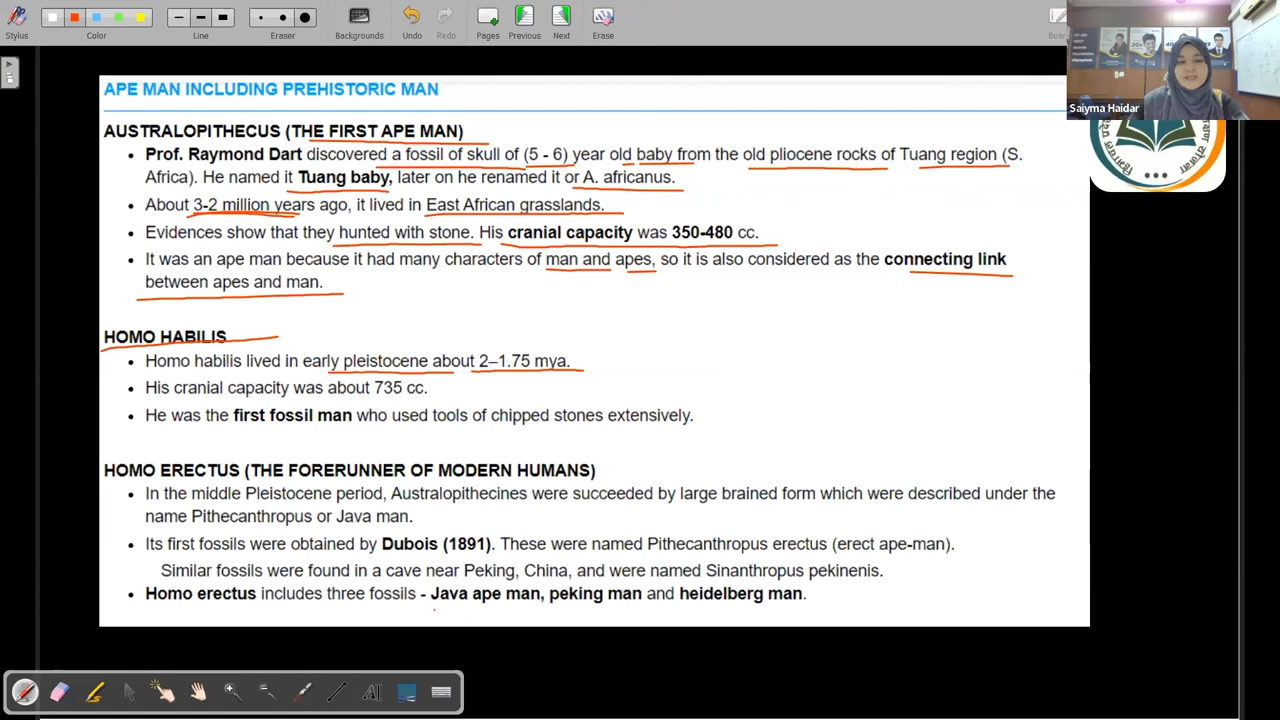 Stylus
Color
Line
Eraser
Backgrounds
Undo
Redo
Pages
Previous
Next
Erase
Saiyma Haidar
APE MAN INCLUDING PREHISTORIC MAN
AUSTRALOPITHECUS (THE FIRST APE MAN)
• Prof. Raymond Dart discovered a fossil of skull of (5 - 6) year old baby from the old pliocene rocks of Tuang region (S.
Africa). He named it Tuang baby, later on he renamed it or A. africanus.
• About 3-2 million years ago, it lived in East African grasslands.
• Evidences show that they hunted with stone. His cranial capacity was 350-480 cc.
• It was an ape man because it had many characters of man and apes, so it is also considered as the connecting link
between apes and man.
HOMO HABILIS
• Homo habilis lived in early pleistocene about 2–1.75 mya.
• His cranial capacity was about 735 cc.
• He was the first fossil man who used tools of chipped stones extensively.
HOMO ERECTUS (THE FORERUNNER OF MODERN HUMANS)
• In the middle Pleistocene period, Australopithecines were succeeded by large brained form which were described under the
name Pithecanthropus or Java man.
• Its first fossils were obtained by Dubois (1891). These were named Pithecanthropus erectus (erect ape-man).
Similar fossils were found in a cave near Peking, China, and were named Sinanthropus pekinenis.
• Homo erectus includes three fossils - Java ape man, peking man and heidelberg man.